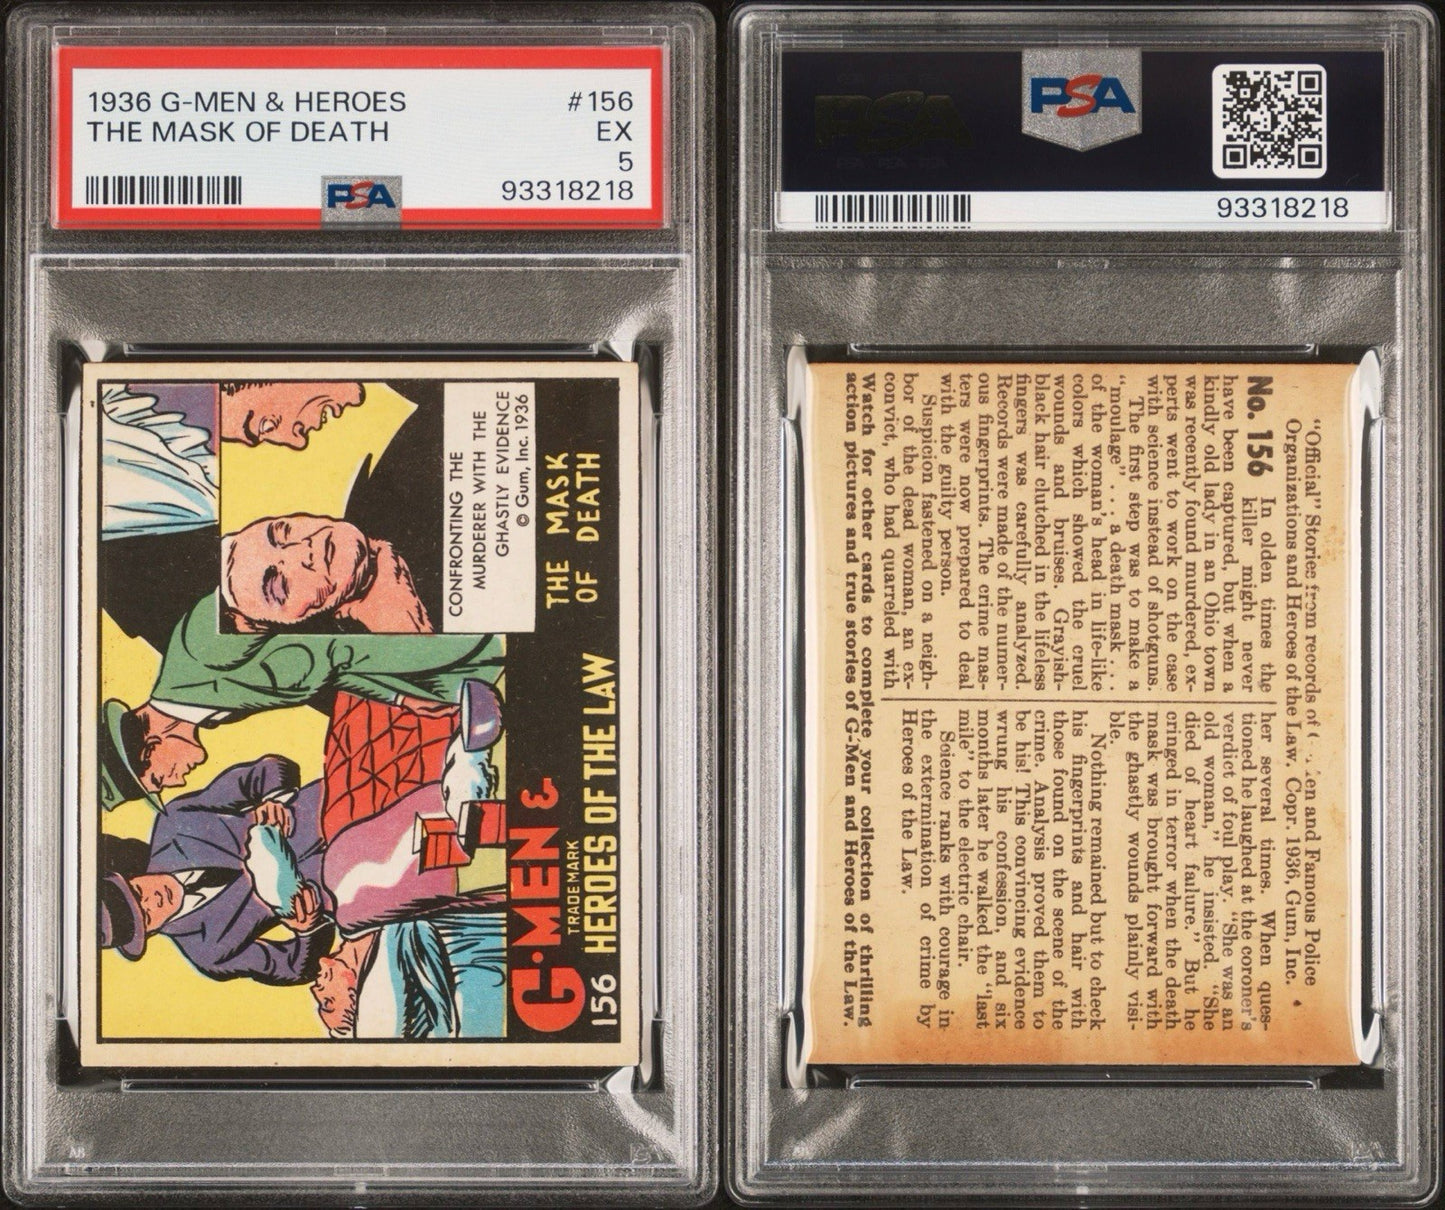 1936 G-MEN & HEROES #156
THE MASK OF DEATH EX
5
PSA 93318218
CONFRONTING THE
MURDERER WITH THE
GHASTLY EVIDENCE
© Gum, Inc. 1936
THE MASK
OF DEATH
G-MEN &
TRADEMARK
156 HEROES OF THE LAW
PSA
PSA
93318218
"Official" Stories from records of men and Famous Police
Organizations and Heroes of the Law. Copr. 1936, Gum, Inc.
No. 156 In olden times the
killer might never
have been captured, but when a
kindly old lady in an Ohio town
was recently found murdered, ex-
perts went to work on the case
with science instead of shotguns.
The first step was to make a
"moulage" . . . a death mask . . .
of the woman's head in life-like
colors which showed the cruel
wounds and bruises. Grayish-
black hair clutched in the lifeless
fingers was carefully analyzed.
Records were made of the numer-
ous fingerprints. The crime mas-
ters were now prepared to deal
with the guilty person.
Suspicion fastened on a neigh-
bor of the dead woman, an ex-
convict, who had quarreled with
her several times. When ques-
tioned he laughed at the coroner's
verdict of foul play. "She was an
old woman," he insisted. "She
died of heart failure." But he
cringed in terror when the death
mask was brought forward with
the ghastly wounds plainly visi-
ble.
Nothing remained but to check
his fingerprints and hair with
those found on the scene of the
crime. Analysis proved them to
be his! This convincing evidence
wrung his confession, and six
months later he walked the "last
mile" to the electric chair.
Science ranks with courage in
the extermination of crime by
Heroes of the Law.
Watch for other cards to complete your collection of thrilling
action pictures and true stories of G-Men and Heroes of the Law.